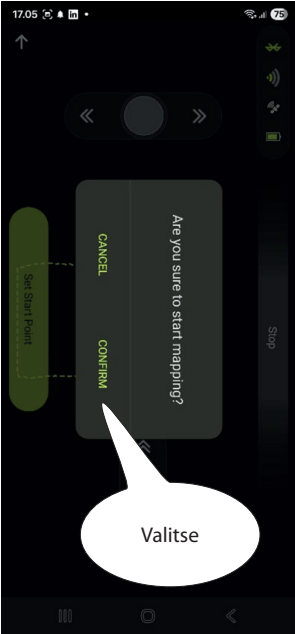 17.05
75
Are you sure to start mapping?
CANCEL
CONFIRM
Set Start Point
Stop
Valitse